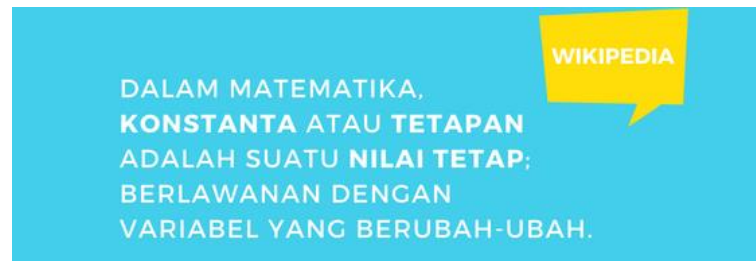 WIKIPEDIA
DALAM MATEMATIKA,
KONSTANTA ATAU TETAPAN
ADALAH SUATU NILAI TETAP;
BERLAWANAN DENGAN
VARIABEL YANG BERUBAH-UBAH.